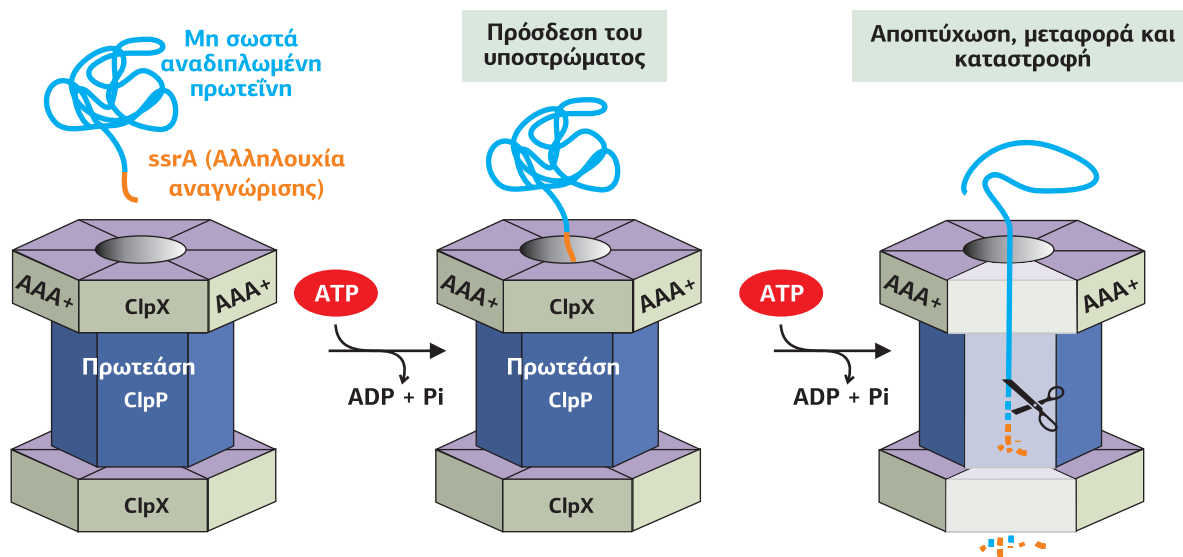 Μη σωστά
αναδιπλωμένη
πρωτεΐνη
ssrA (Αλληλουχία
αναγνώρισης)
AAA+
ClpX
AAA+
Πρωτεάση
ClpP
ClpX
ATP
ADP + Pi
Πρόσδεση του
υποστρώματος
AAA+
ClpX
AAA+
Πρωτεάση
ClpP
ClpX
ATP
ADP + Pi
Αποπτύχωση, μεταφορά και
καταστροφή
AAA+
AAA+